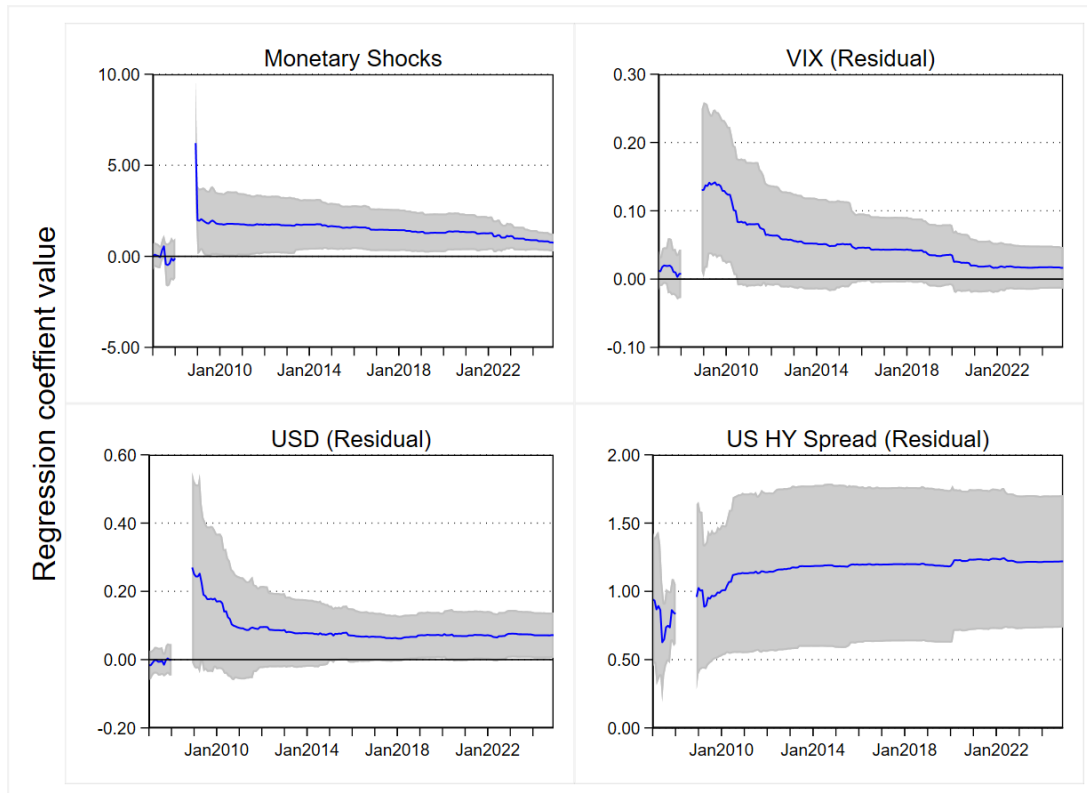 Regression coeffient value
Monetary Shocks
10.00
5.00
0.00
-5.00
Jan2010 Jan2014 Jan2018 Jan2022
VIX (Residual)
0.30
0.20
0.10
0.00
-0.10
Jan2010 Jan2014 Jan2018 Jan2022
USD (Residual)
0.60
0.40
0.20
0.00
-0.20
Jan2010 Jan2014 Jan2018 Jan2022
US HY Spread (Residual)
2.00
1.50
1.00
0.50
0.00
Jan2010 Jan2014 Jan2018 Jan2022